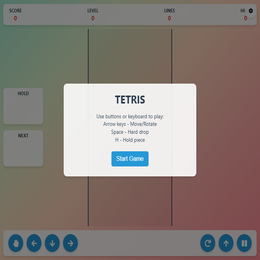 SCORE
LEVEL
LINES
HI
0
0
0
0
HOLD
NEXT
TETRIS
Use buttons or keyboard to play:
Arrow keys - Move/Rotate
Space - Hard drop
H - Hold piece
Start Game